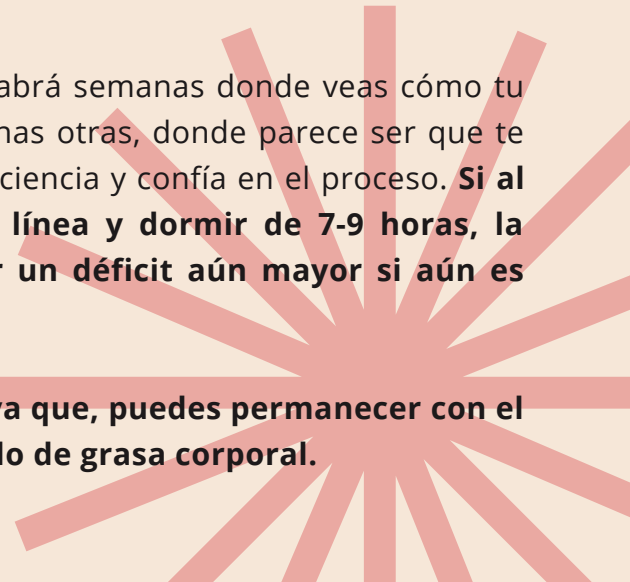 abrá semanas donde veas cómo tu
nas otras, donde parece ser que te
ciencia y confía en el proceso. Si al
línea y dormir de 7-9 horas, la
r un déficit aún mayor si aún es
ya que, puedes permanecer con el
lo de grasa corporal.